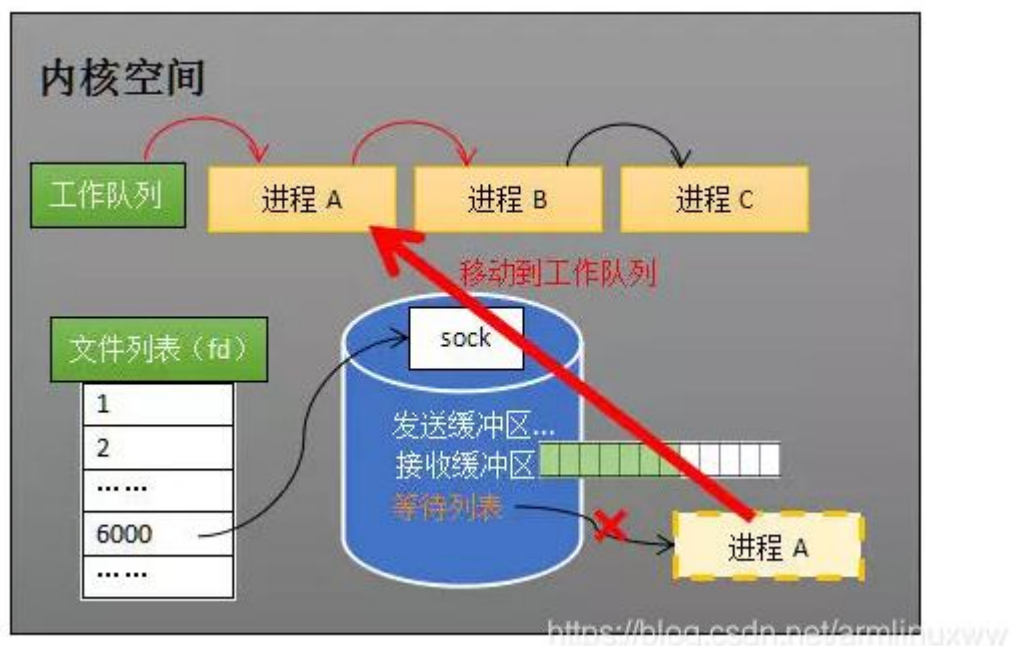 内核空间
工作队列
进程 A
进程 B
进程 C
移动到工作队列
文件列表（fd）
sock
1
2
……
6000
……
发送缓冲区...
接收缓冲区
等待列表
进程 A
https://blog.csdn.net/armlinuxww